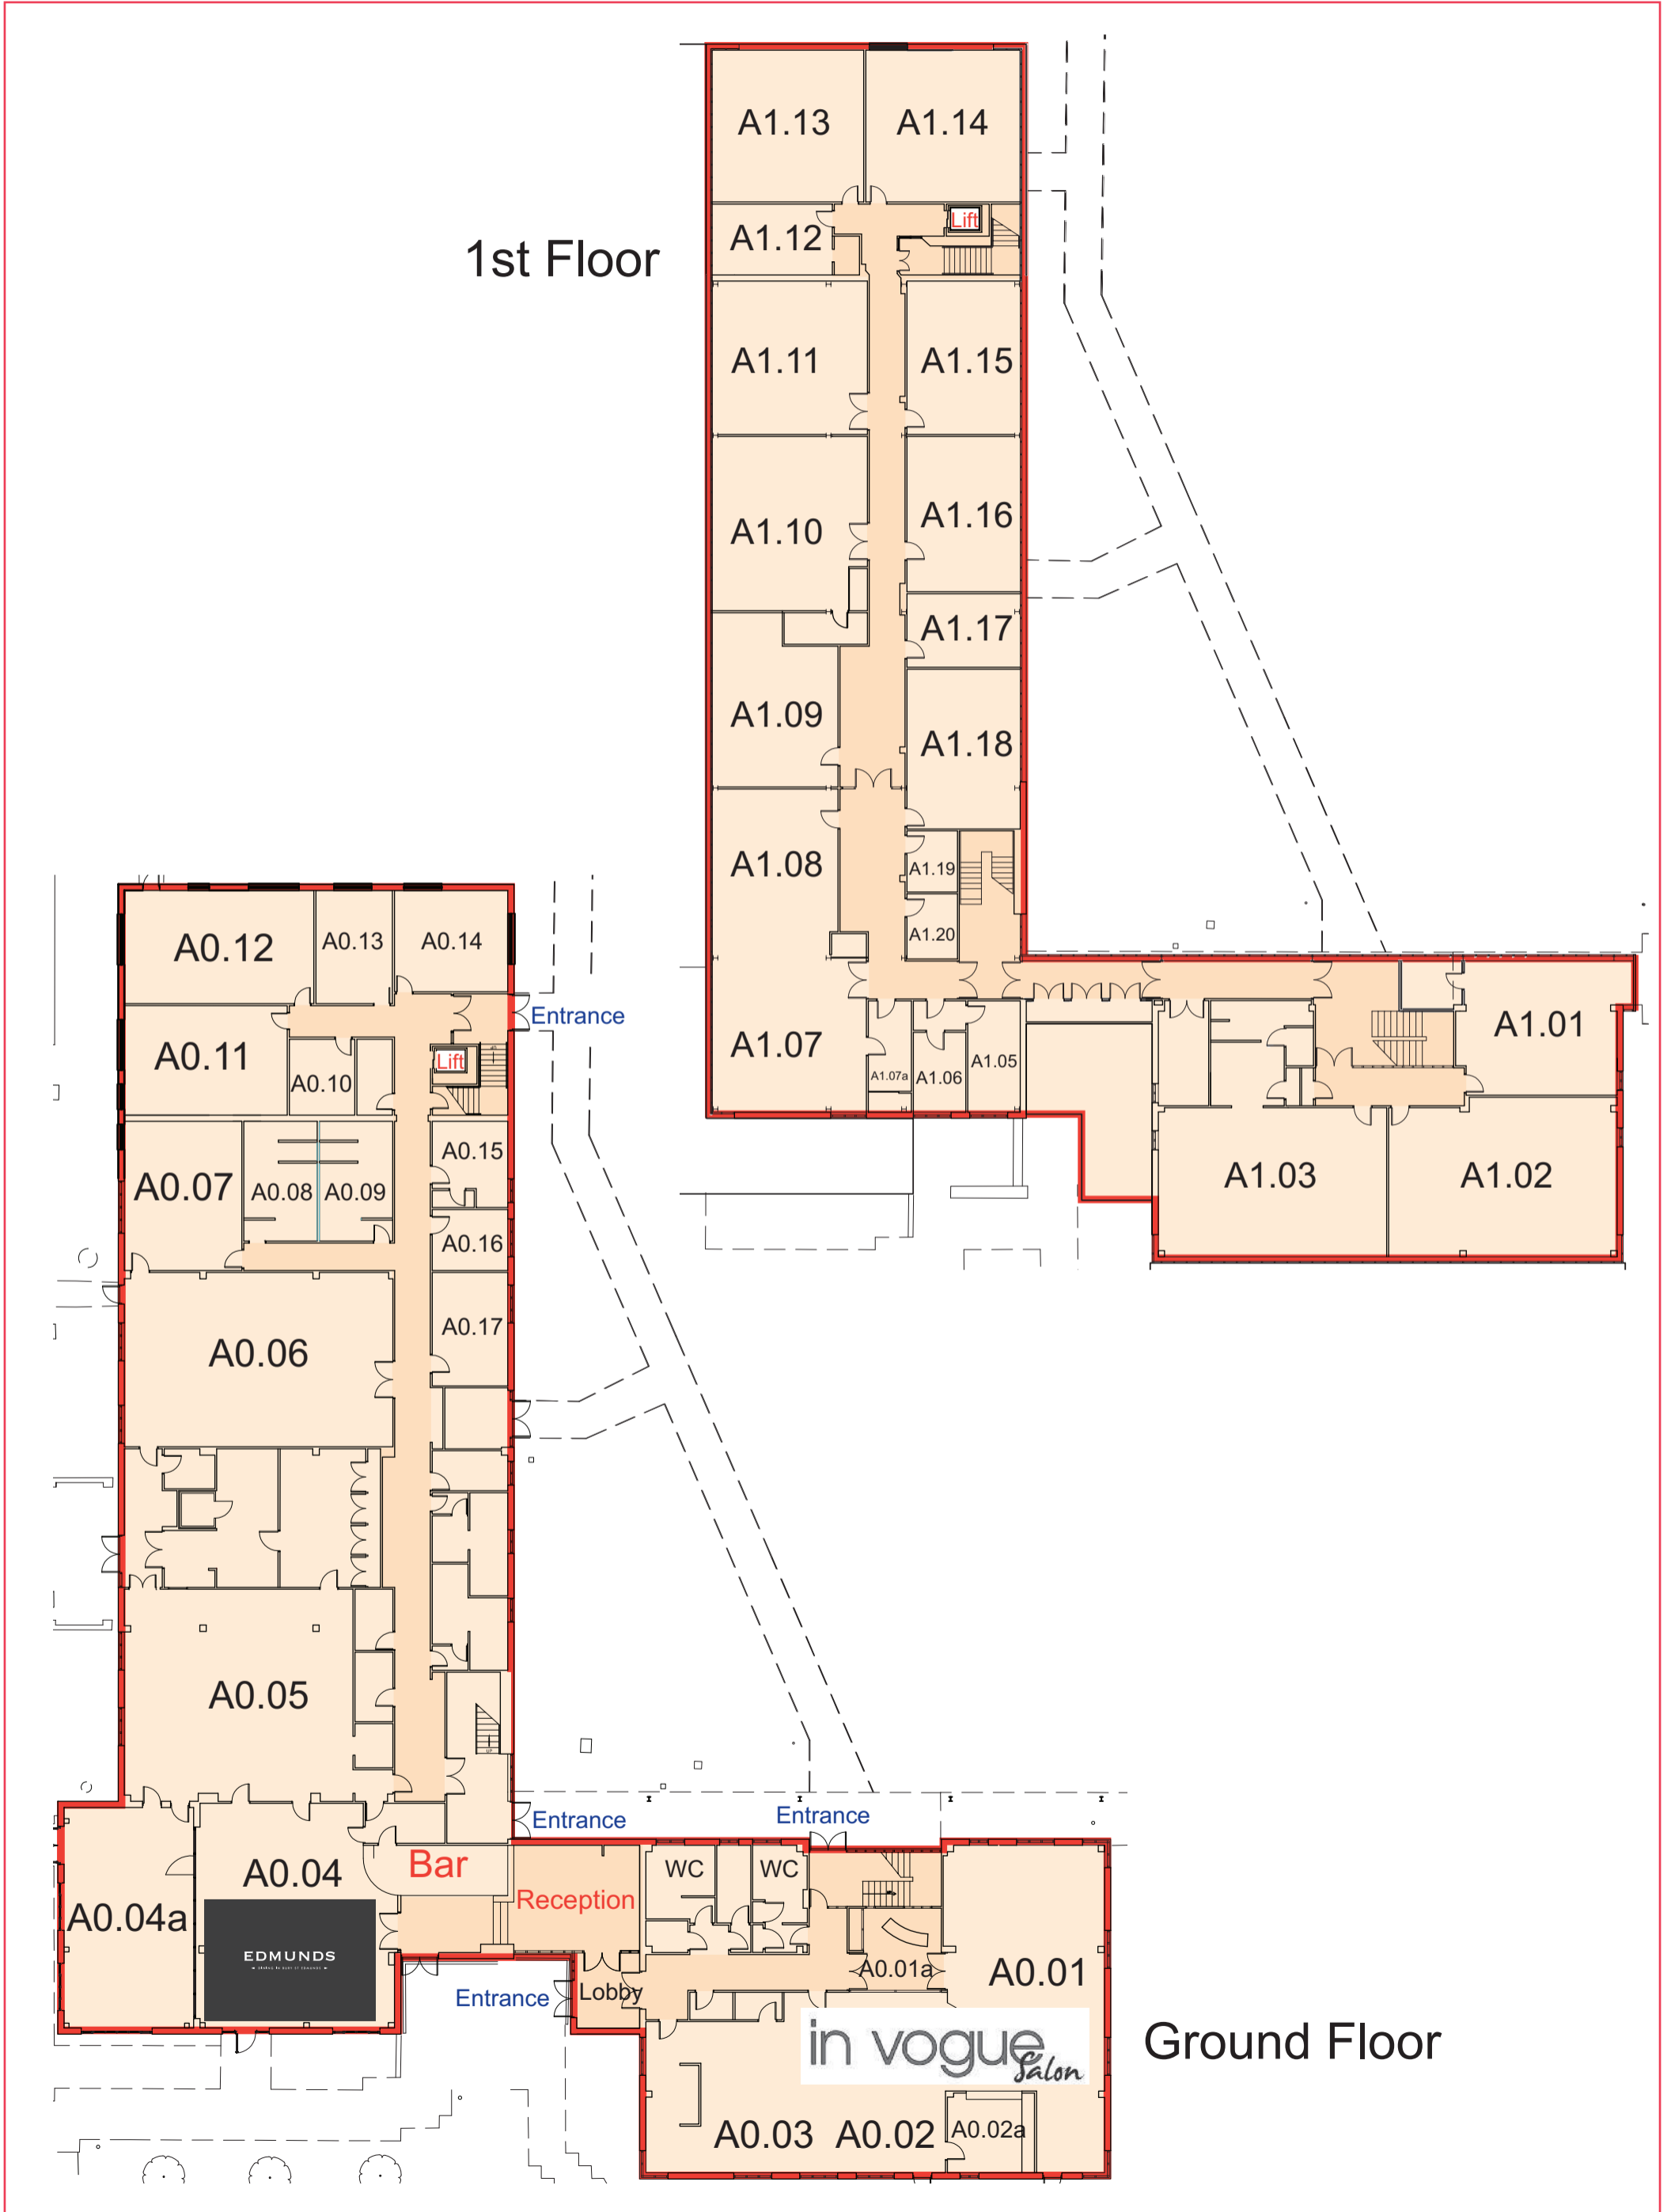 A1.13
A1.14
Lift
A1.12
1st Floor
A1.11
A1.15
A1.10
A1.16
A1.17
A1.09
A1.18
A1.08
A1.19
A1.20
A1.07
A1.07a
A1.06
A1.05
A1.01
A1.03
A1.02
A0.12
A0.13
A0.14
Entrance
A0.11
Lift
A0.10
A0.07
A0.08
A0.09
A0.15
A0.16
A0.17
A0.06
A0.05
Entrance
Entrance
Bar
A0.04
WC
WC
Reception
A0.04a
EDMUNDS
A0.01a
A0.01
Entrance
Lobby
in vogue
Salon
Ground Floor
A0.03
A0.02
A0.02a